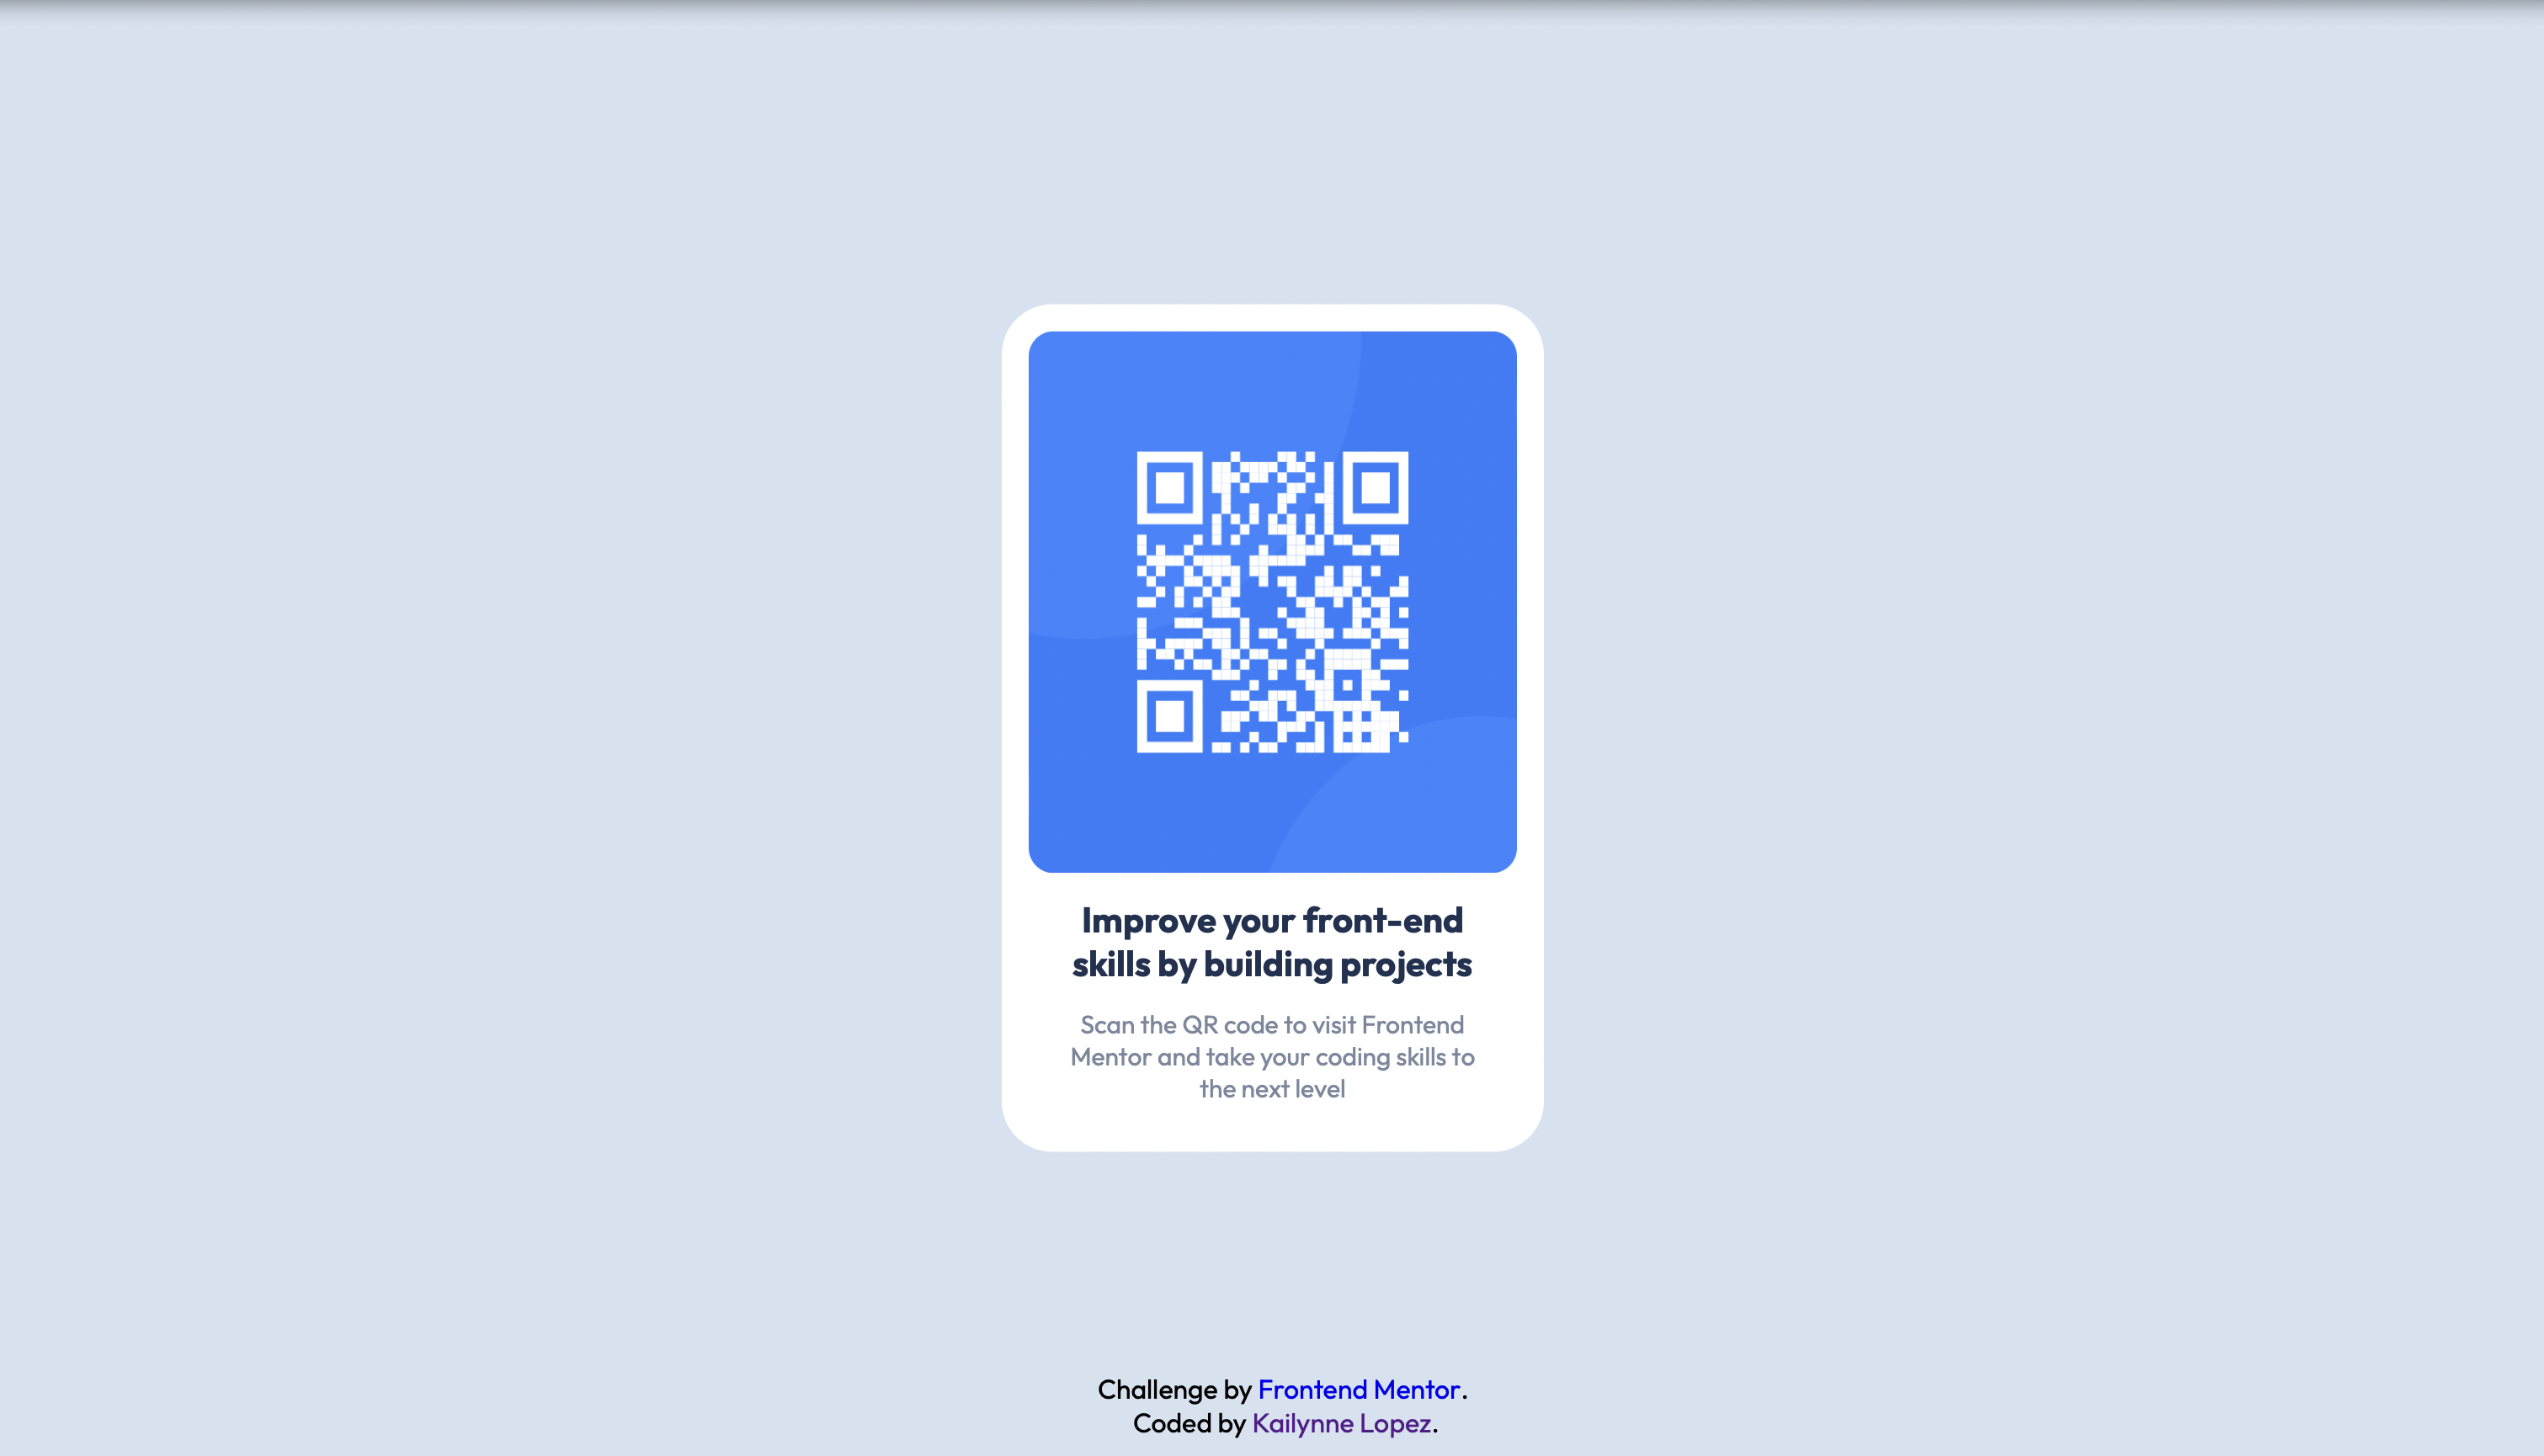 Improve your front-end
skills by building projects
Scan the QR code to visit Frontend
Mentor and take your coding skills to
the next level
Challenge by Frontend Mentor.
Coded by Kailynne Lopez.